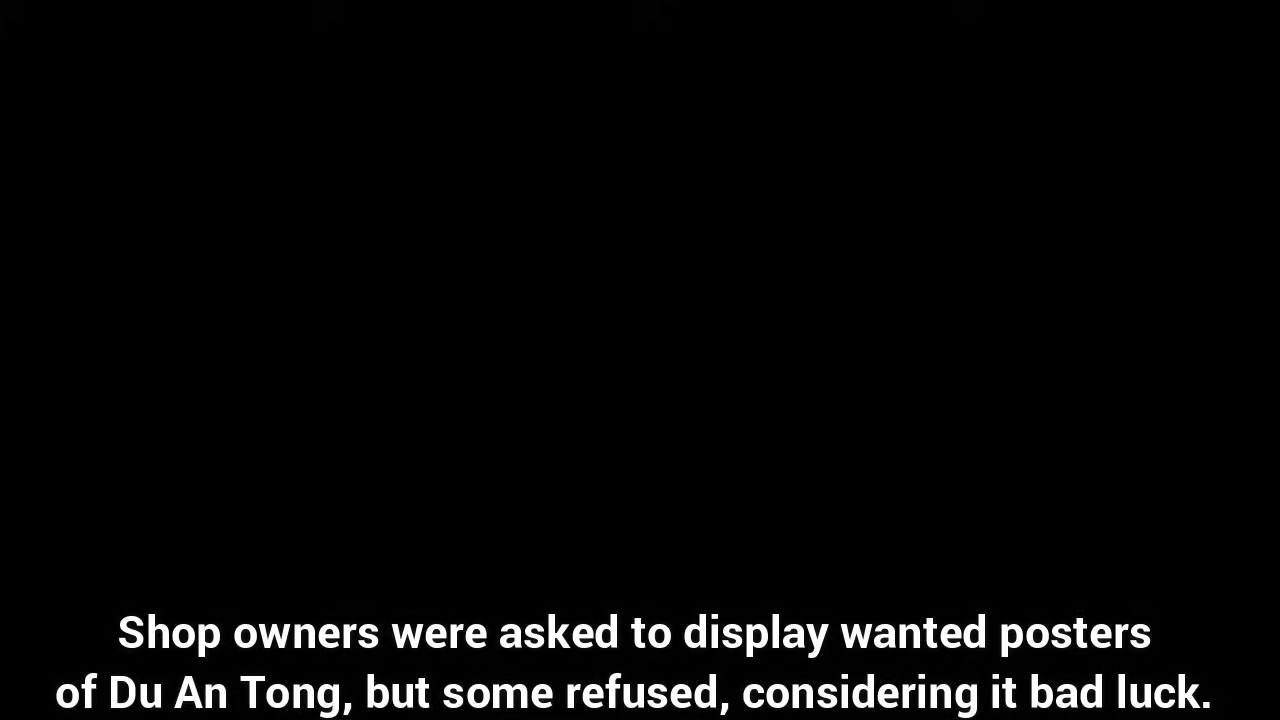 Shop owners were asked to display wanted posters
of Du An Tong, but some refused, considering it bad luck.